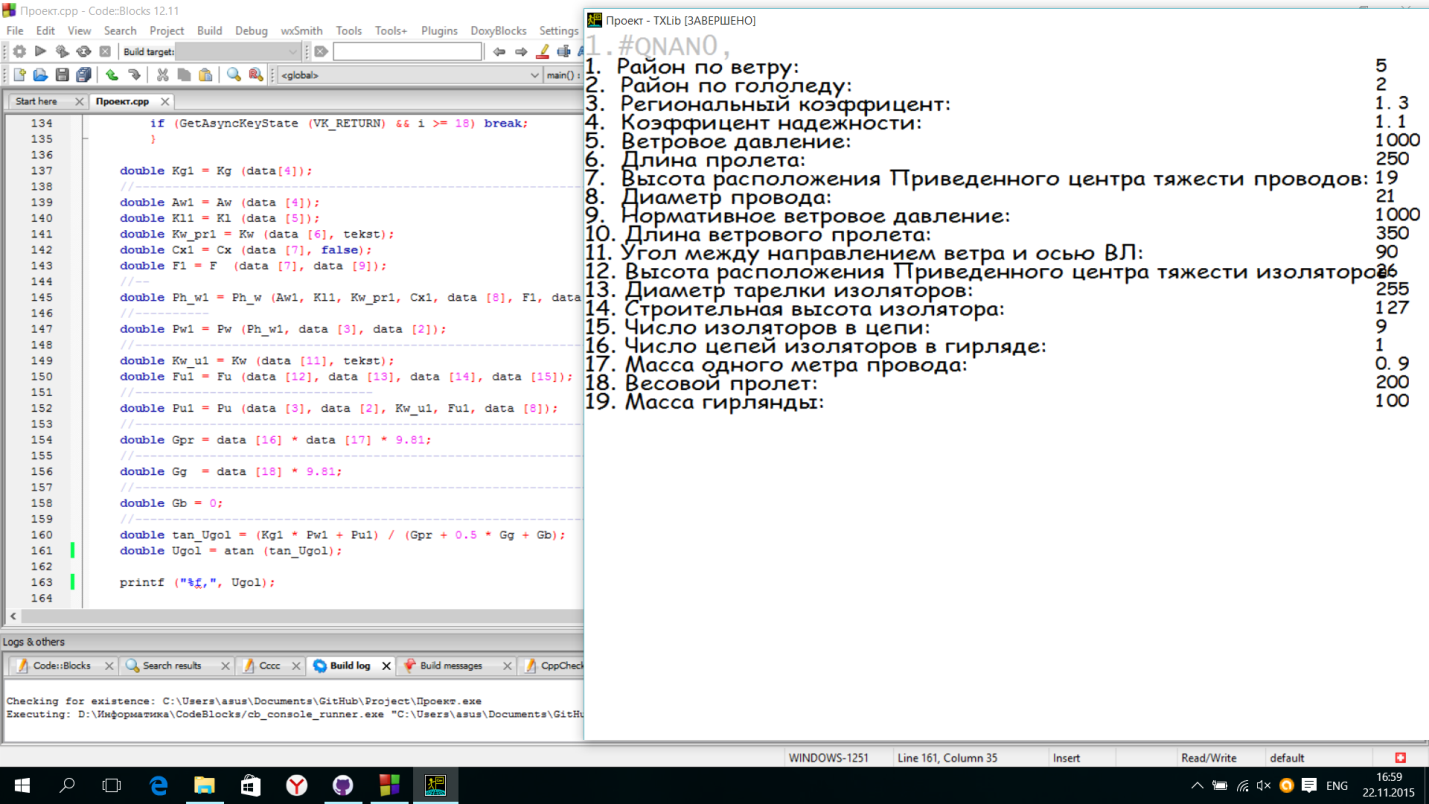 Проект.cpp - Code::Blocks 12.11
File Edit View Search Project Build Debug wxSmith Tools Tools+ Plugins DoxyBlocks Settings
Build target:
<global> main() :
Start here Проект.cpp
134 if (GetAsyncKeyState (VK_RETURN) && i >= 18) break;
135 }
136
137 double Kg1 = Kg (data[4]);
138 //----------------------------------------------------------------
139 double Aw1 = Aw (data [4]);
140 double Kl1 = Kl (data [5]);
141 double Kw_pr1 = Kw (data [6], tekst);
142 double Cx1 = Cx (data [7], false);
143 double F1 = F (data [7], data [9]);
144 //--
145 double Ph_w1 = Ph_w (Aw1, Kl1, Kw_pr1, Cx1, data [8], F1, data
146 //----------
147 double Pw1 = Pw (Ph_w1, data [3], data [2]);
148 //----------------------------------------------------------------
149 double Kw_u1 = Kw (data [11], tekst);
150 double Fu1 = Fu (data [12], data [13], data [14], data [15]);
151 //--------------------------------
152 double Pu1 = Pu (data [3], data [2], Kw_u1, Fu1, data [8]);
153 //----------------------------------------------------------------
154 double Gpr = data [16] * data [17] * 9.81;
155 //----------------------------------------------------------------
156 double Gg = data [18] * 9.81;
157 //----------------------------------------------------------------
158 double Gb = 0;
159 //----------------------------------------------------------------
160 double tan_Ugol = (Kg1 * Pw1 + Pu1) / (Gpr + 0.5 * Gg + Gb);
161 double Ugol = atan (tan_Ugol);
162
163 printf ("%f,", Ugol);
164
Logs & others
Code::Blocks Search results Cccc Build log Build messages CppChec
Checking for existence: C:\Users\asus\Documents\GitHub\Project\Проект.exe
Executing: D:\Информатика\CodeBlocks/cb_console_runner.exe "C:\Users\asus\Documents\GitHu
Проект - TXLib [ЗАВЕРШЕНО]
1.#QNAN0,
1. Район по ветру: 5
2. Район по гололеду: 2
3. Региональный коэффицент: 1.3
4. Коэффицент надежности: 1.1
5. Ветровое давление: 1000
6. Длина пролета: 250
7. Высота расположения Приведенного центра тяжести проводов: 19
8. Диаметр провода: 21
9. Нормативное ветровое давление: 1000
10. Длина ветрового пролета: 350
11. Угол между направлением ветра и осью ВЛ: 90
12. Высота расположения Приведенного центра тяжести изоляторов: 26
13. Диаметр тарелки изоляторов: 255
14. Строительная высота изолятора: 127
15. Число изоляторов в цепи: 9
16. Число цепей изоляторов в гирляде: 1
17. Масса одного метра провода: 0.9
18. Весовой пролет: 200
19. Масса гирлянды: 100
WINDOWS-1251 Line 161, Column 35 Insert Read/Write default
ENG 16:59
22.11.2015